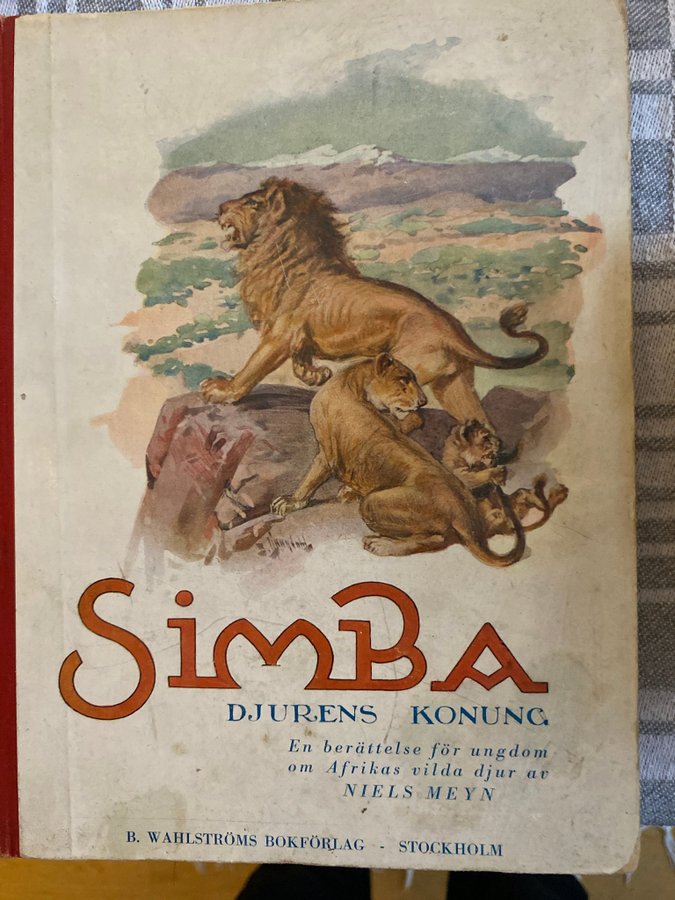 SIMBA
DJURENS KONUNG
En berättelse för ungdom
om Afrikas vilda djur av
NIELS MEYN
B. WAHLSTRÖMS BOKFÖRLAG - STOCKHOLM